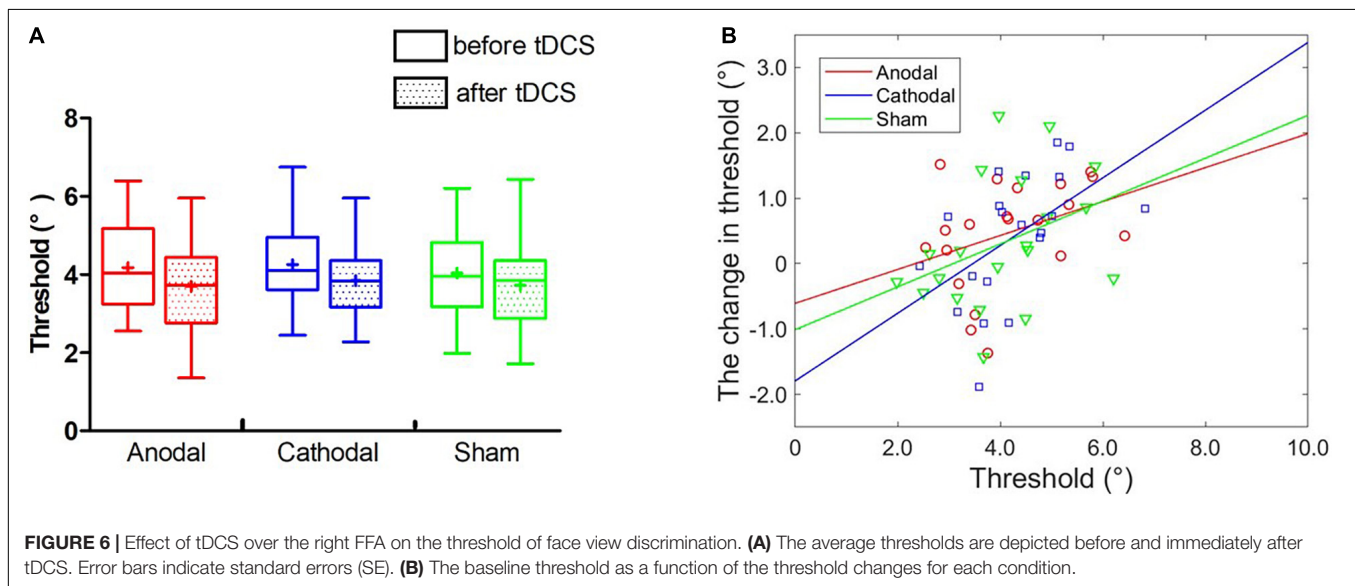 A
before tDCS
after tDCS
Threshold (°)
8
6
4
2
0
Anodal
Cathodal
Sham
B
The change in threshold (°)
3.0
2.0
1.0
0
-1.0
-2.0
Anodal
Cathodal
Sham
0
2.0
4.0
6.0
8.0
10.0
Threshold (°)
FIGURE 6 | Effect of tDCS over the right FFA on the threshold of face view discrimination. (A) The average thresholds are depicted before and immediately after
tDCS. Error bars indicate standard errors (SE). (B) The baseline threshold as a function of the threshold changes for each condition.